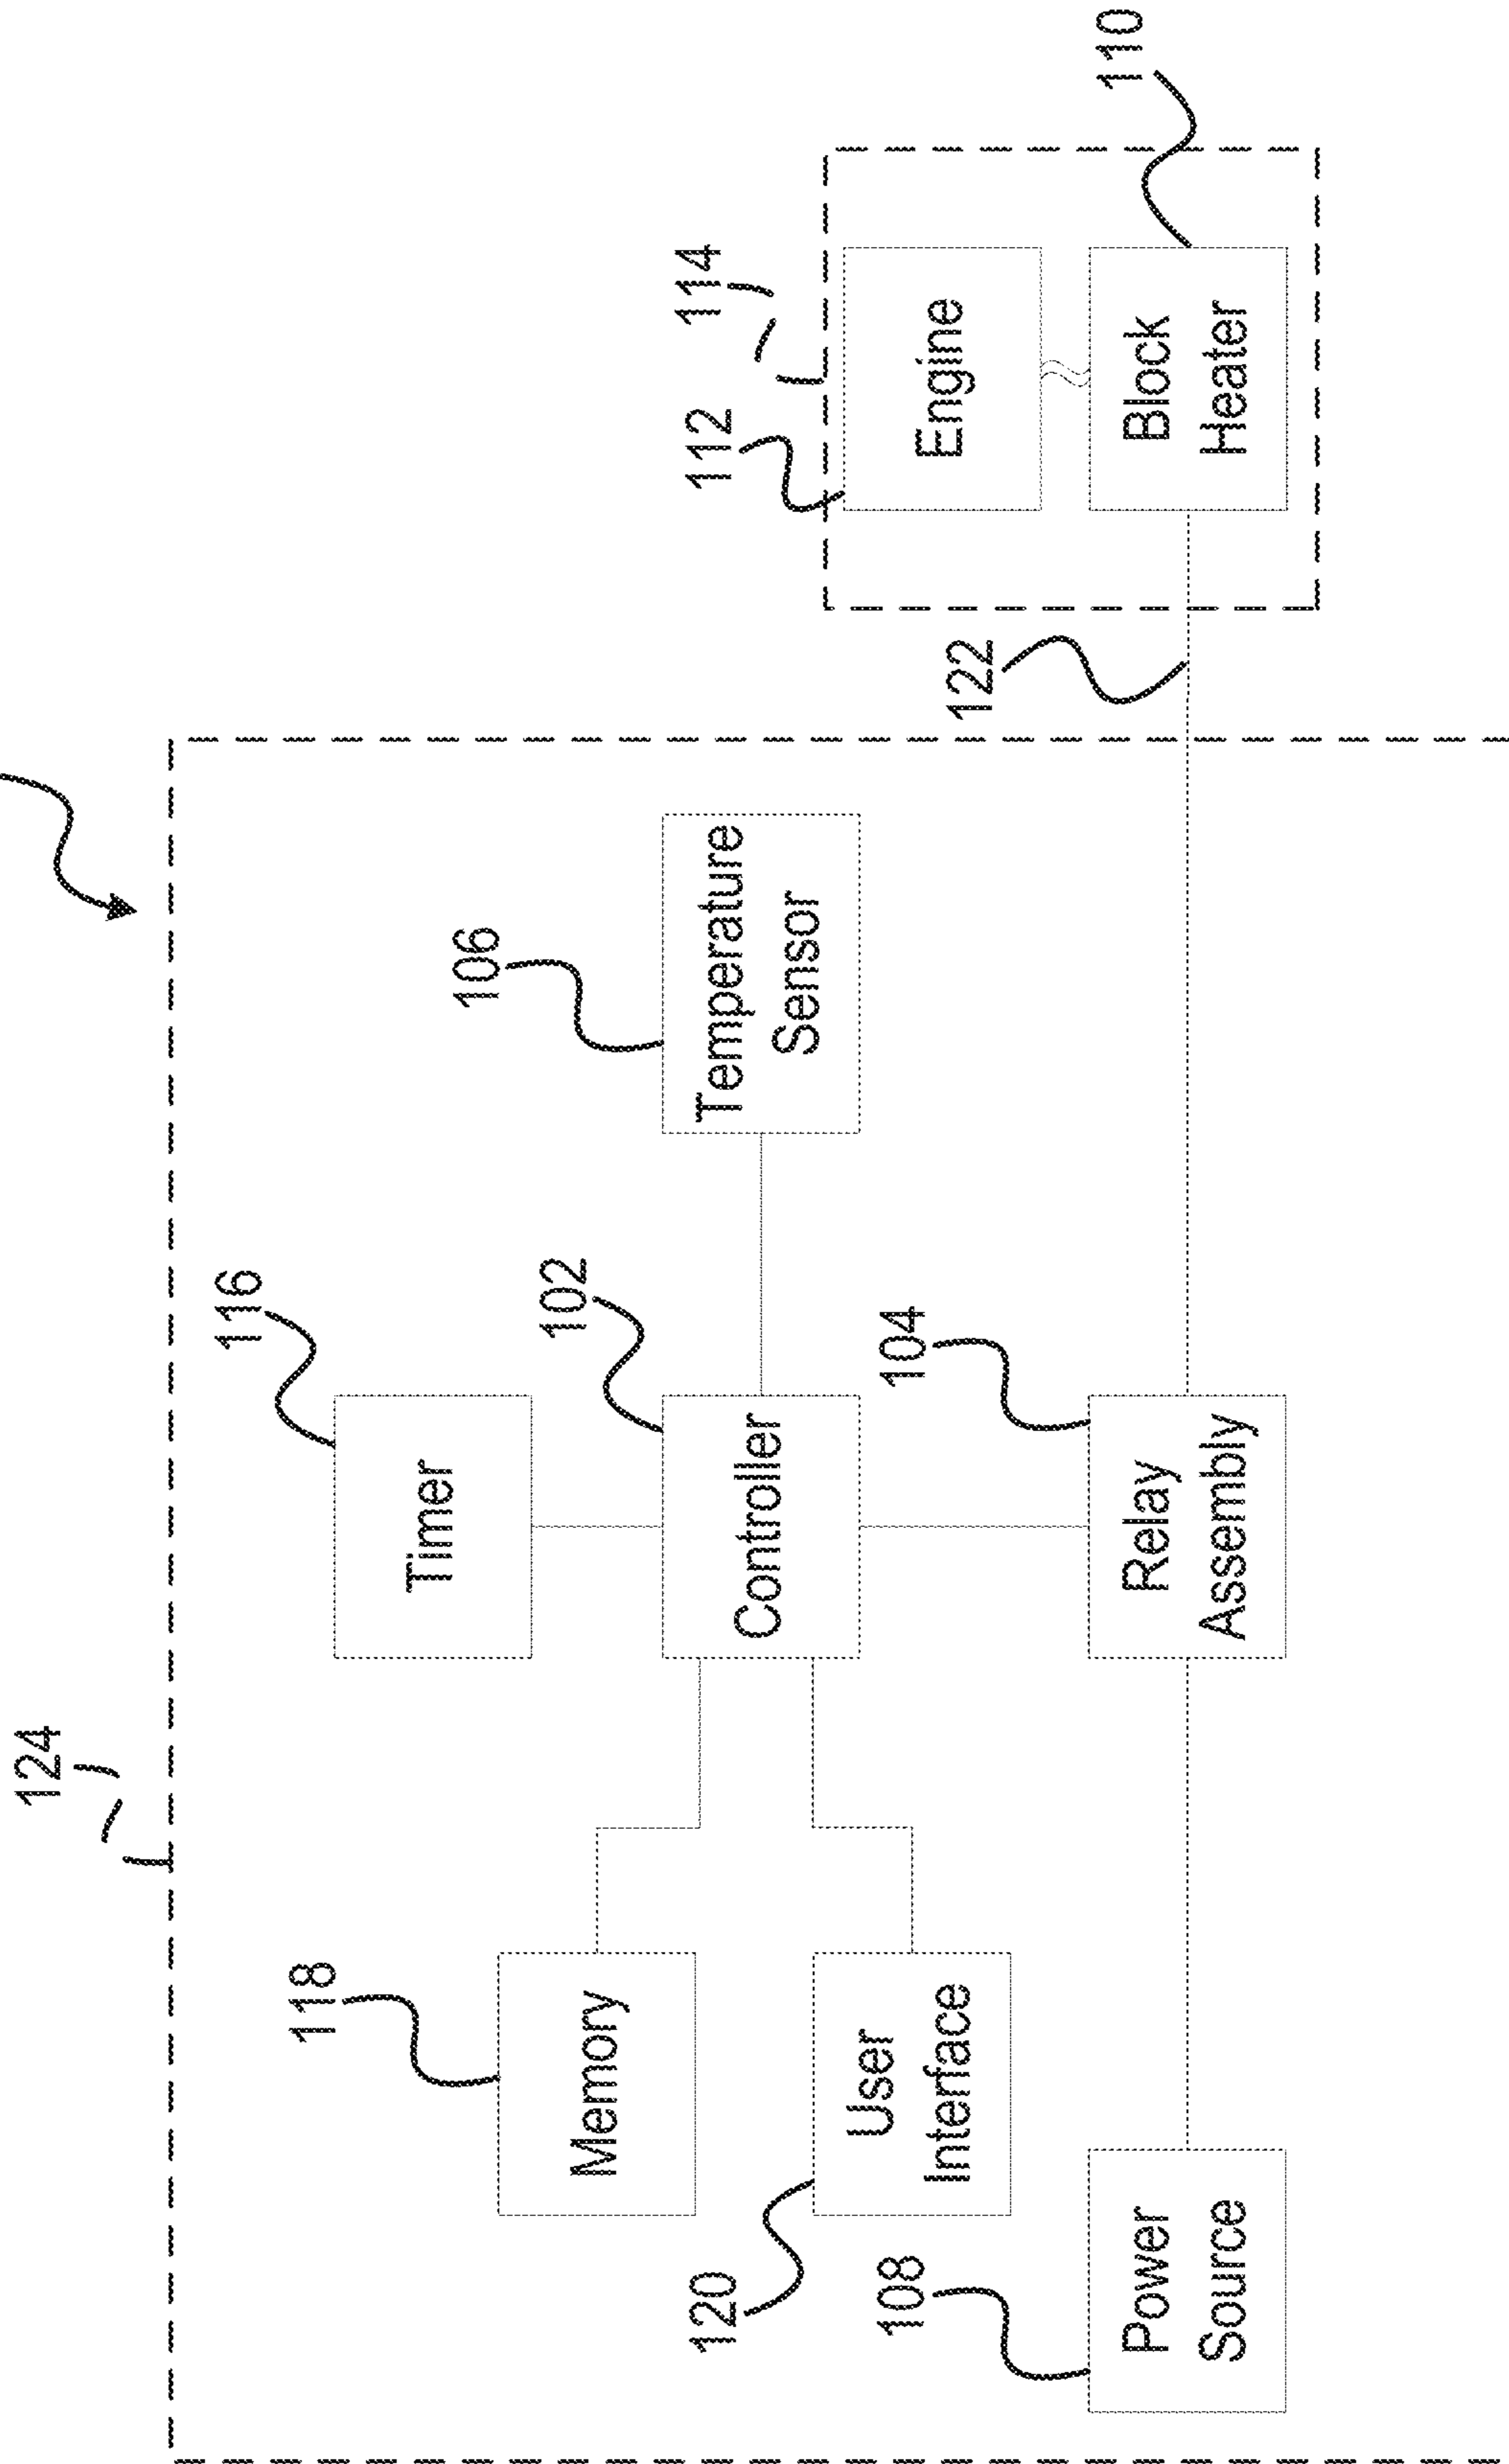 124
116
Timer
118
Memory
102
Controller
106
Temperature
Sensor
120
User
Interface
108
Power
Source
104
Relay
Assembly
122
112
114
Engine
Block
Heater
110